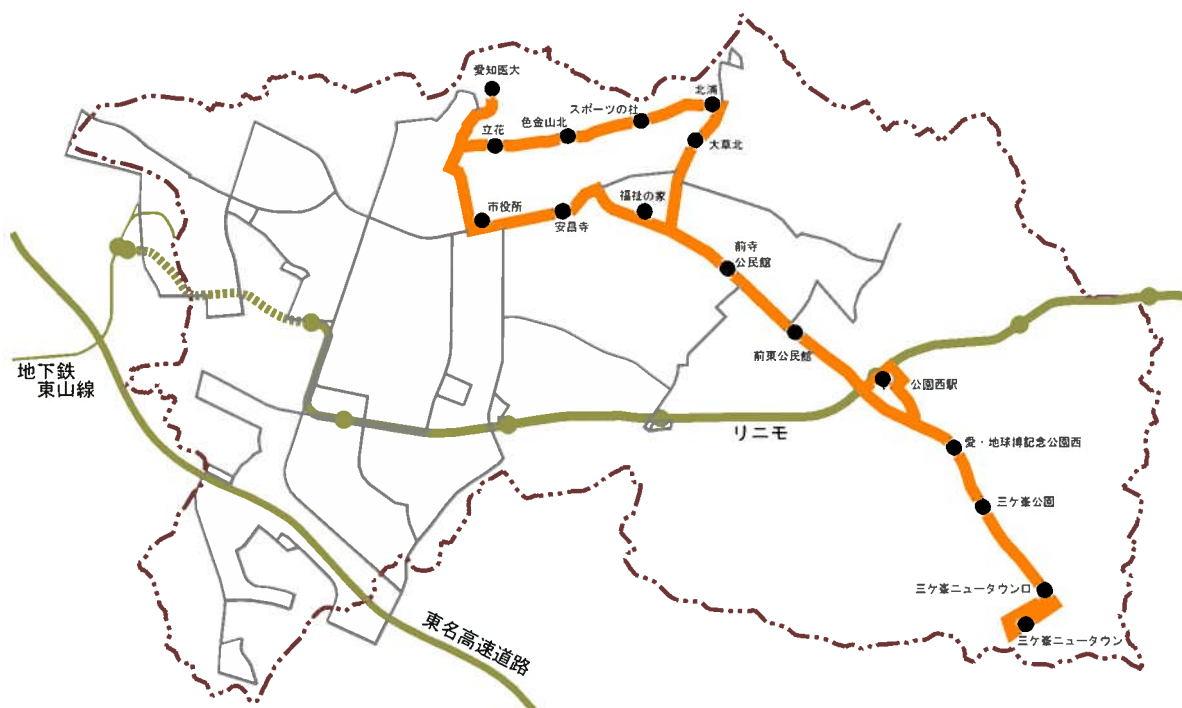 愛知医大
北浦
スポーツの杜
色金山北
立花
大草北
福祉の家
市役所
安昌寺
前寺
公民館
前東公民館
地下鉄
東山線
公園西駅
リニモ
愛・地球博記念公園西
三ケ峯公園
三ケ峯ニュータウン口
東名高速道路
三ケ峯ニュータウン